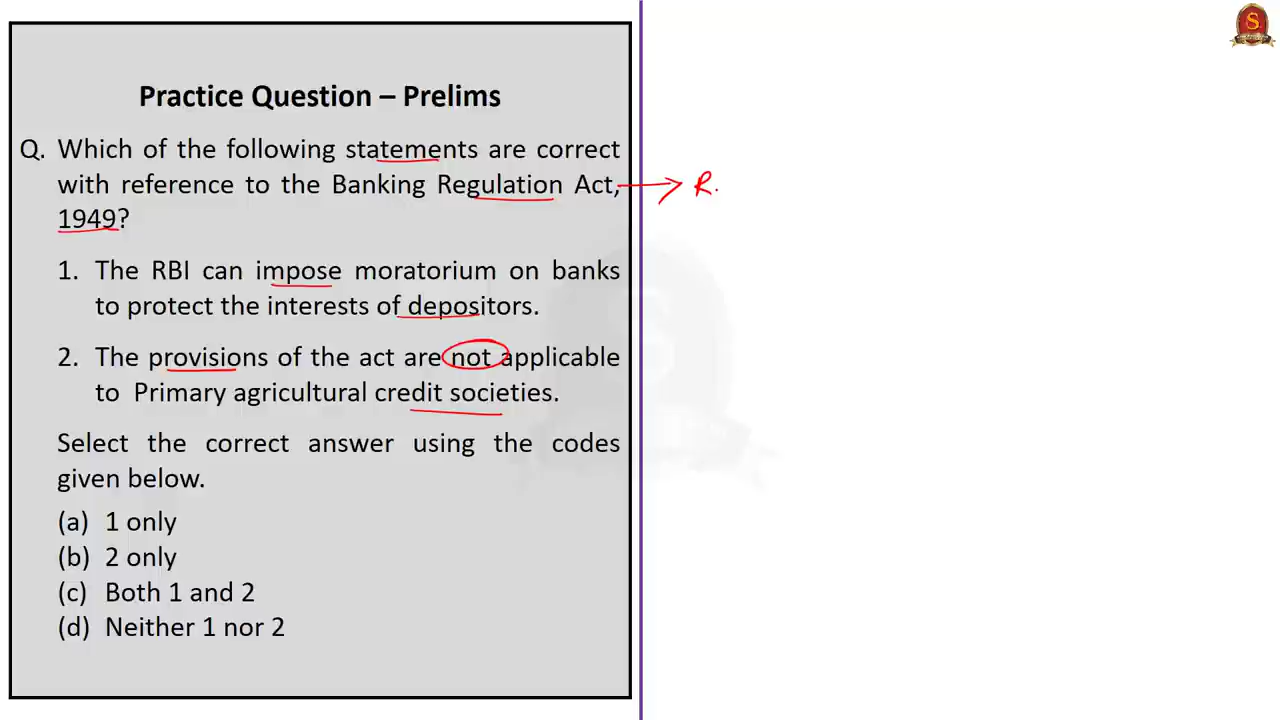 Practice Question – Prelims
Q. Which of the following statements are correct
with reference to the Banking Regulation Act, R.
1949?
1. The RBI can impose moratorium on banks
to protect the interests of depositors.
2. The provisions of the act are not applicable
to Primary agricultural credit societies.
Select the correct answer using the codes
given below.
(a) 1 only
(b) 2 only
(c) Both 1 and 2
(d) Neither 1 nor 2
S